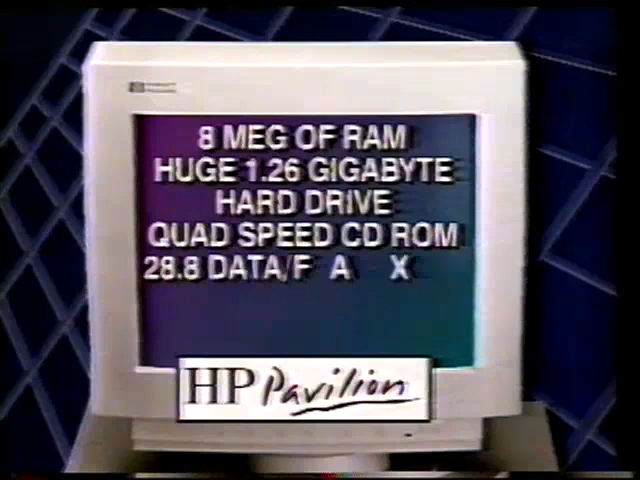 8 MEG OF RAM
HUGE 1.26 GIGABYTE
HARD DRIVE
QUAD SPEED CD ROM
28.8 DATA/F A X
HP Pavilion